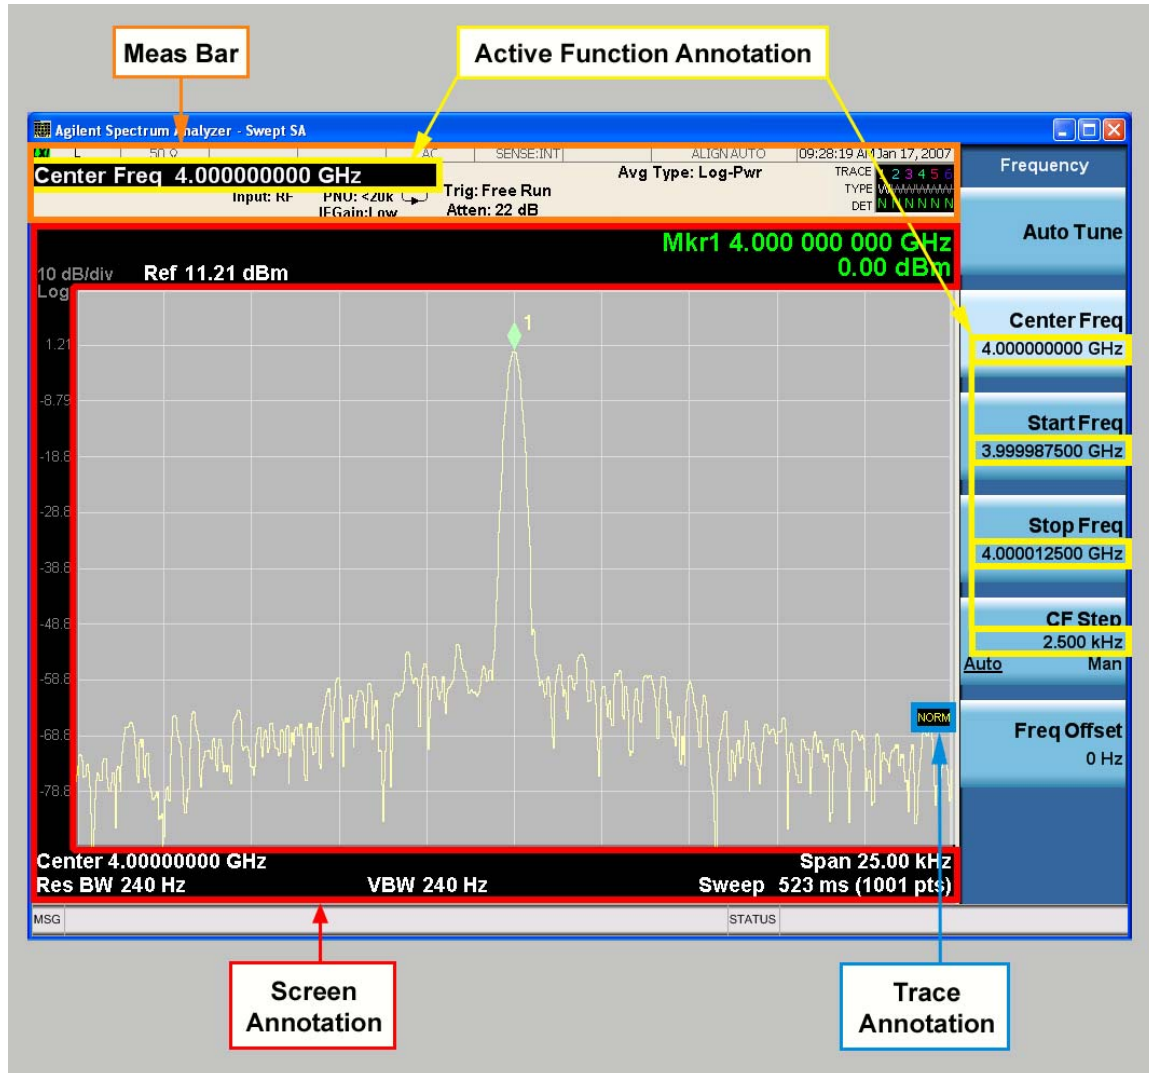 Meas Bar
Active Function Annotation
Agilent Spectrum Analyzer - Swept SA
L 50 Ω AC SENSE:INT ALIGN AUTO 09:28:19 AM Jan 17, 2007
Center Freq 4.000000000 GHz
Input: RF
PNO: <20k
IFGain:Low
Trig: Free Run
Atten: 22 dB
Avg Type: Log-Pwr
TRACE 1 2 3 4 5 6
TYPE
DET N N N N N N
Frequency
Auto Tune
Mkr1 4.000 000 000 GHz
0.00 dBm
10 dB/div Ref 11.21 dBm
Log
1
1.21
-8.79
-18.8
-28.8
-38.8
-48.8
-58.8
-68.8
-78.8
Center Freq
4.000000000 GHz
Start Freq
3.999987500 GHz
Stop Freq
4.000012500 GHz
CF Step
2.500 kHz
Auto Man
NORM
Freq Offset
0 Hz
Center 4.00000000 GHz Span 25.00 kHz
Res BW 240 Hz VBW 240 Hz Sweep 523 ms (1001 pts)
MSG STATUS
Screen
Annotation
Trace
Annotation